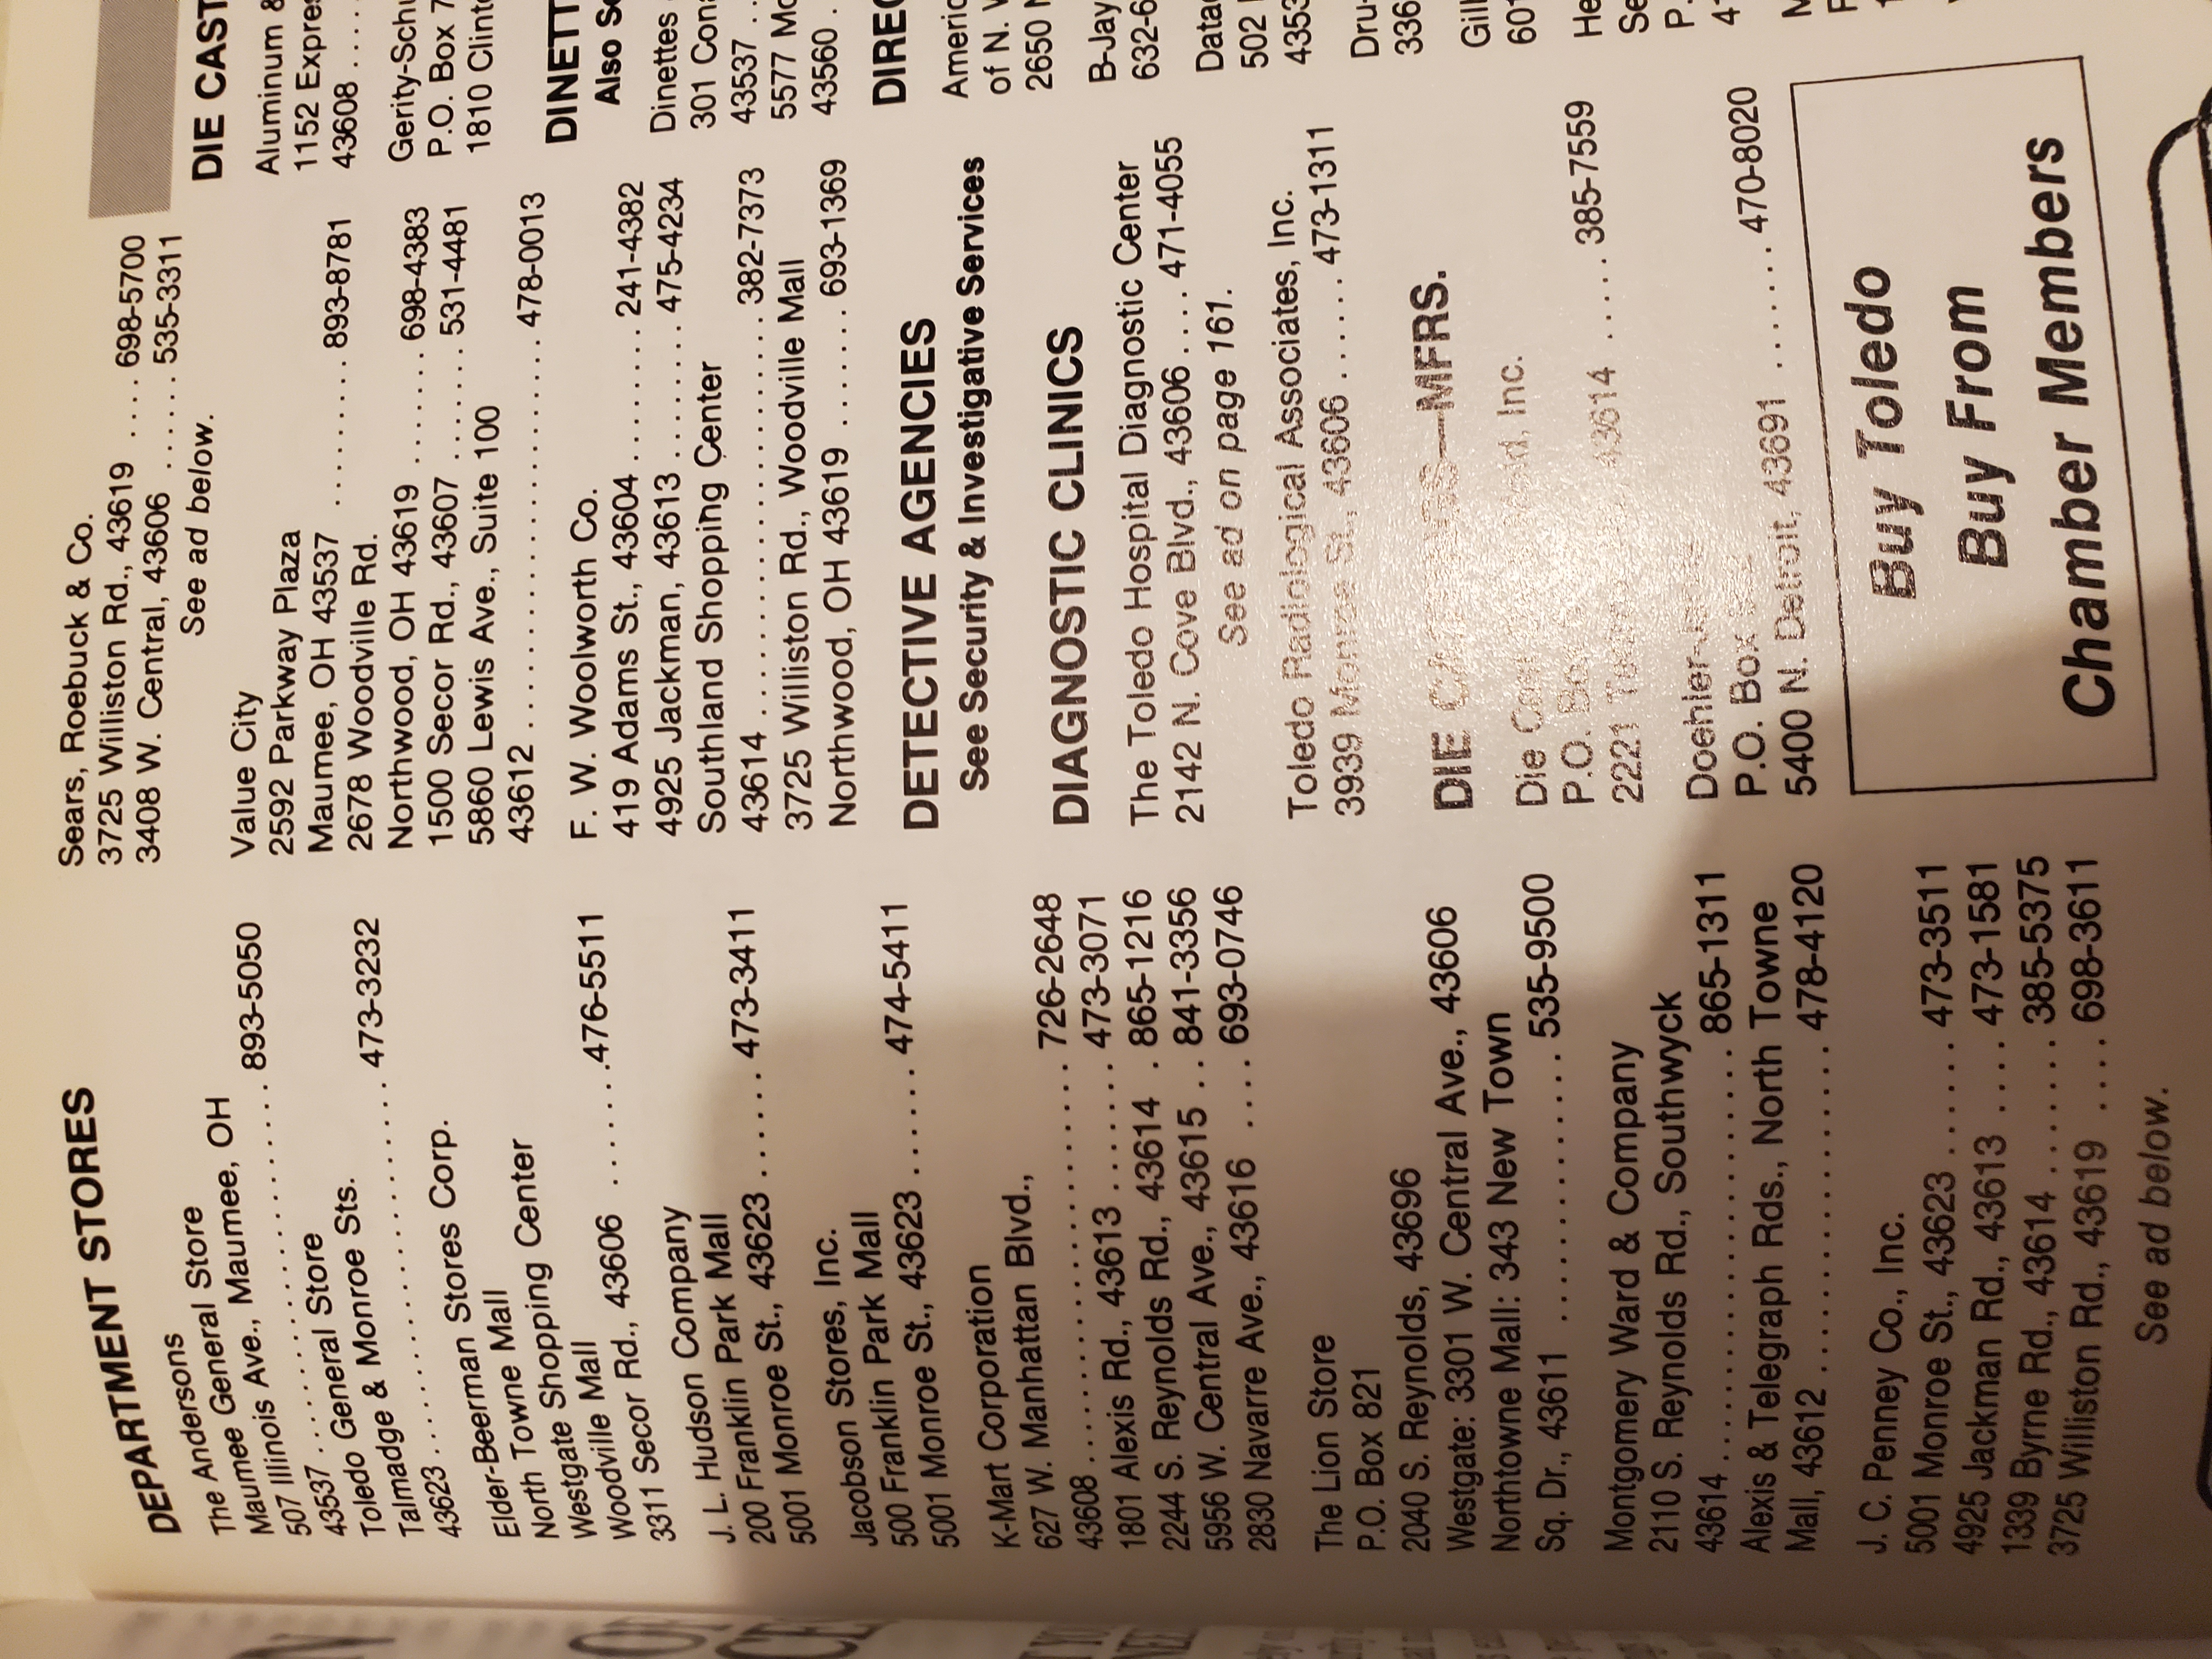 DEPARTMENT STORES
The Andersons
The General Store
Maumee General Store
507 Illinois Ave., Maumee, OH
43537 .................... 893-5050
Toledo General Store
Talmadge & Monroe Sts.
43623 .................... 473-3232
Elder-Beerman Stores Corp.
Elder-Beerman Stores Corp.
North Towne Mall
Westgate Shopping Center
Woodville Mall
3311 Secor Rd., 43606 ...... 476-5511
J. L. Hudson Company
200 Franklin Park Mall
5001 Monroe St., 43623 ...... 473-3411
Jacobson Stores, Inc.
500 Franklin Park Mall
5001 Monroe St., 43623 ...... 474-5411
K-Mart Corporation
627 W. Manhattan Blvd.,
43608 .................... 726-2648
1801 Alexis Rd., 43613 ...... 473-3071
2244 S. Reynolds Rd., 43614 . 865-1216
5956 W. Central Ave., 43615 .. 841-3356
2830 Navarre Ave., 43616 .... 693-0746
The Lion Store
P.O. Box 821
2040 S. Reynolds, 43696
Westgate: 3301 W. Central Ave., 43606
Northtowne Mall: 343 New Town
Sq. Dr., 43611 ............ 535-9500
Montgomery Ward & Company
2110 S. Reynolds Rd., Southwyck
43614 .................... 865-1311
Alexis & Telegraph Rds., North Towne
Mall, 43612 ............... 478-4120
J. C. Penney Co., Inc.
5001 Monroe St., 43623 ...... 473-3511
4925 Jackman Rd., 43613 .... 473-1581
1339 Byrne Rd., 43614 ...... 385-5375
3725 Williston Rd., 43619 .... 698-3611
See ad below.
Sears, Roebuck & Co.
3725 Williston Rd., 43619 .... 698-5700
3408 W. Central, 43606 ...... 535-3311
See ad below.
Value City
2592 Parkway Plaza
Maumee, OH 43537 ......... 893-8781
2678 Woodville Rd.
Northwood, OH 43619 ...... 698-4383
1500 Secor Rd., 43607 ...... 531-4481
5860 Lewis Ave., Suite 100
43612 .................... 478-0013
F. W. Woolworth Co.
419 Adams St., 43604 ....... 241-4382
4925 Jackman, 43613 ....... 475-4234
Southland Shopping Center
43614 .................... 382-7373
3725 Williston Rd., Woodville Mall
Northwood, OH 43619 ...... 693-1369
DETECTIVE AGENCIES
See Security & Investigative Services
DIAGNOSTIC CLINICS
The Toledo Hospital Diagnostic Center
2142 N. Cove Blvd., 43606 .... 471-4055
See ad on page 161.
Toledo Radiological Associates, Inc.
3939 Monroe St., 43606 ...... 473-1311
DIE MFRS.
Die Inc.
P.O. Box
2221 43614 .... 385-7559
Doehler-
P.O. Box
5400 N. Detroit, 43691 ...... 470-8020
Buy Toledo
Buy From
Chamber Members
DIE CAST
Aluminum &
1152 Expres
43608 ....
Gerity-Schu
P.O. Box 7
1810 Clinto
DINETT
Also Se
Dinettes
301 Cona
43537 ..
5577 Mo
43560 .
DIREC
Americ
of N. W
2650 N
B-Jay
632-6
Datac
502
4353
Dru-
336
Gill
601
He
Se
P.